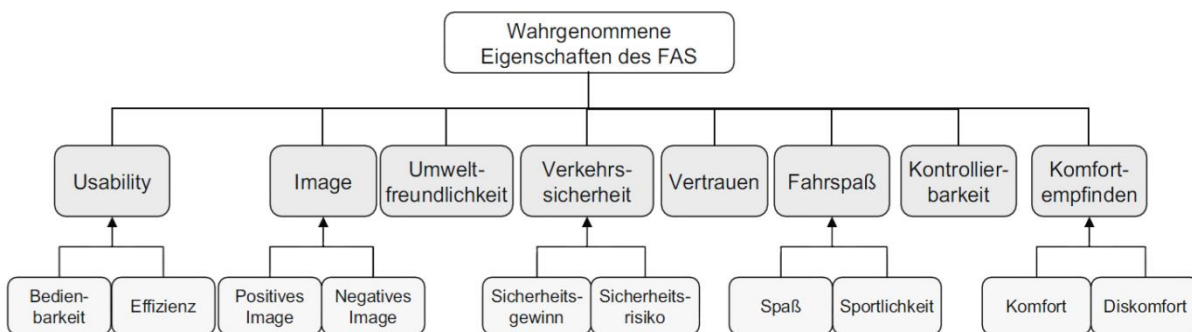 Wahrgenommene
Eigenschaften des FAS
Usability
Image
Umwelt-
freundlichkeit
Verkehrs-
sicherheit
Vertrauen
Fahrspaß
Kontrollier-
barkeit
Komfort-
empfinden
Bedien-
barkeit
Effizienz
Positives
Image
Negatives
Image
Sicherheits-
gewinn
Sicherheits-
risiko
Spaß
Sportlichkeit
Komfort
Diskomfort